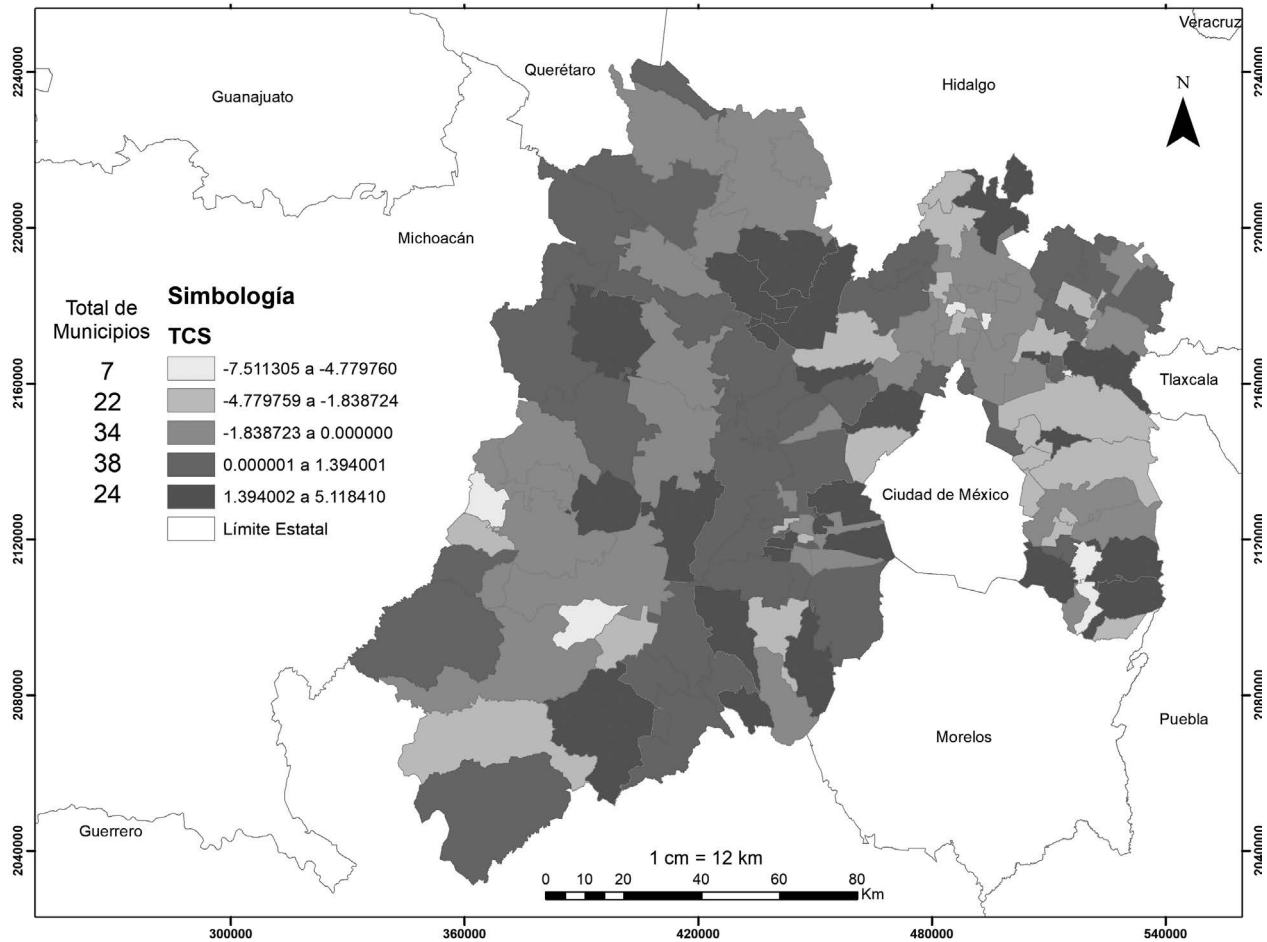 Veracruz
Querétaro
Hidalgo
N
Guanajuato
Michoacán
Simbología
Total de
Municipios
TCS
7 -7.511305 a -4.779760
22 -4.779759 a -1.838724
34 -1.838723 a 0.000000
38 0.000001 a 1.394001
24 1.394002 a 5.118410
Límite Estatal
Tlaxcala
Ciudad de México
Puebla
Morelos
Guerrero
1 cm = 12 km
0 10 20 40 60 80
Km
2240000 2240000
2200000 2200000
2160000 2160000
2120000 2120000
2080000 2080000
2040000 2040000
300000 360000 420000 480000 540000